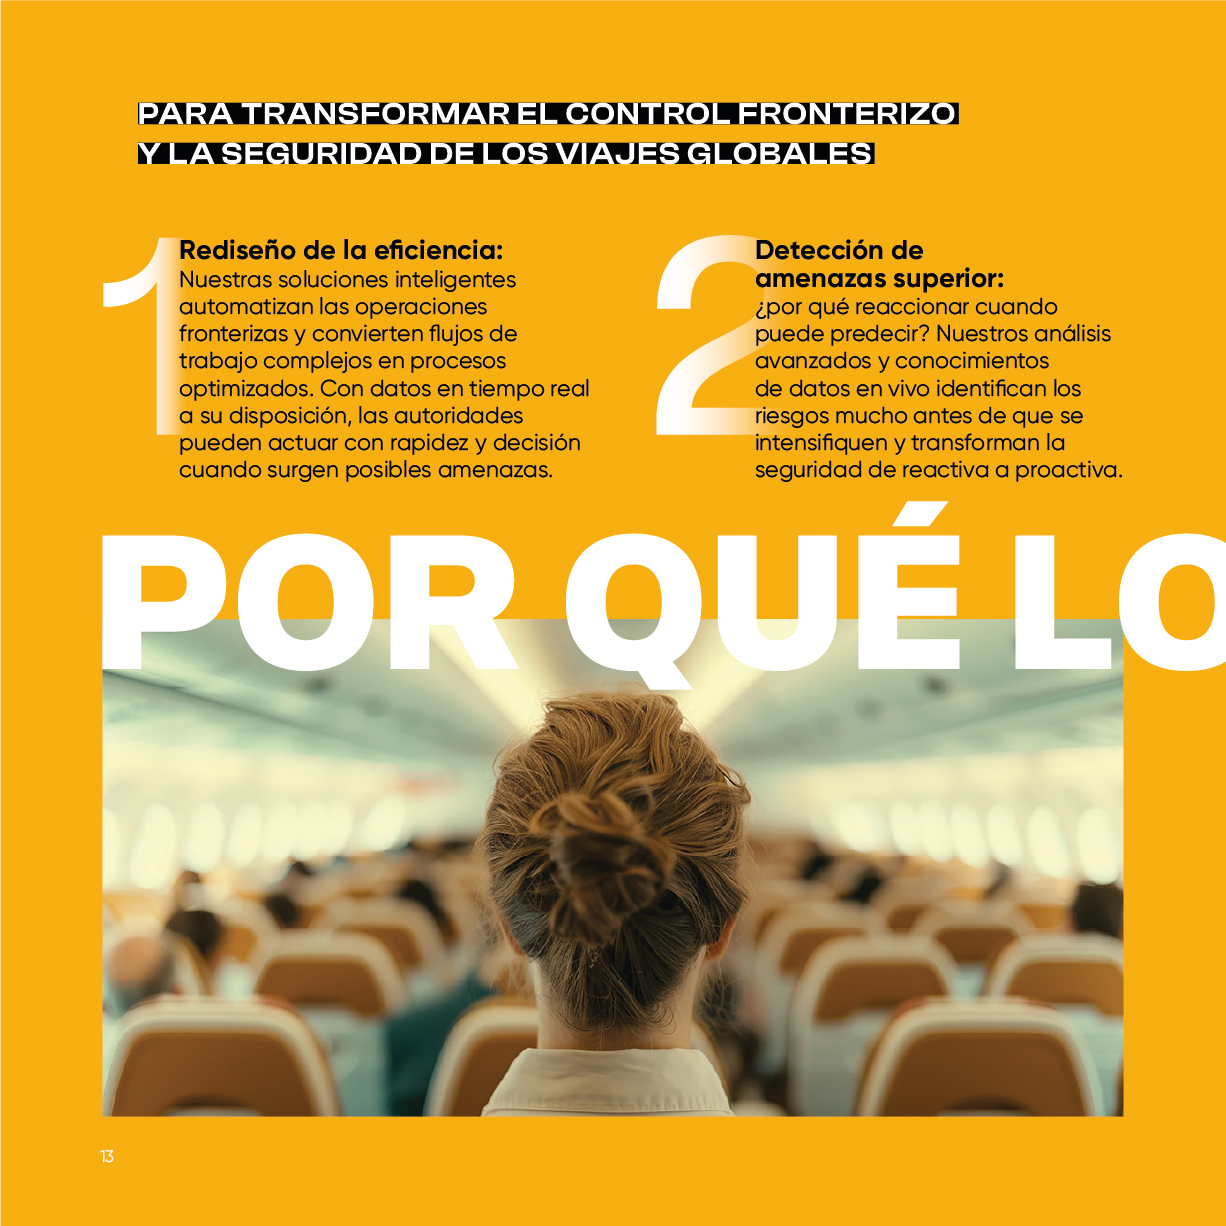 PARA TRANSFORMAR EL CONTROL FRONTERIZO
Y LA SEGURIDAD DE LOS VIAJES GLOBALES
1
Rediseño de la eficiencia:
Nuestras soluciones inteligentes
automatizan las operaciones
fronterizas y convierten flujos de
trabajo complejos en procesos
optimizados. Con datos en tiempo real
a su disposición, las autoridades
pueden actuar con rapidez y decisión
cuando surgen posibles amenazas.
2
Detección de
amenazas superior:
¿por qué reaccionar cuando
puede predecir? Nuestros análisis
avanzados y conocimientos
de datos en vivo identifican los
riesgos mucho antes de que se
intensifiquen y transforman la
seguridad de reactiva a proactiva.
POR QUÉ LO
13